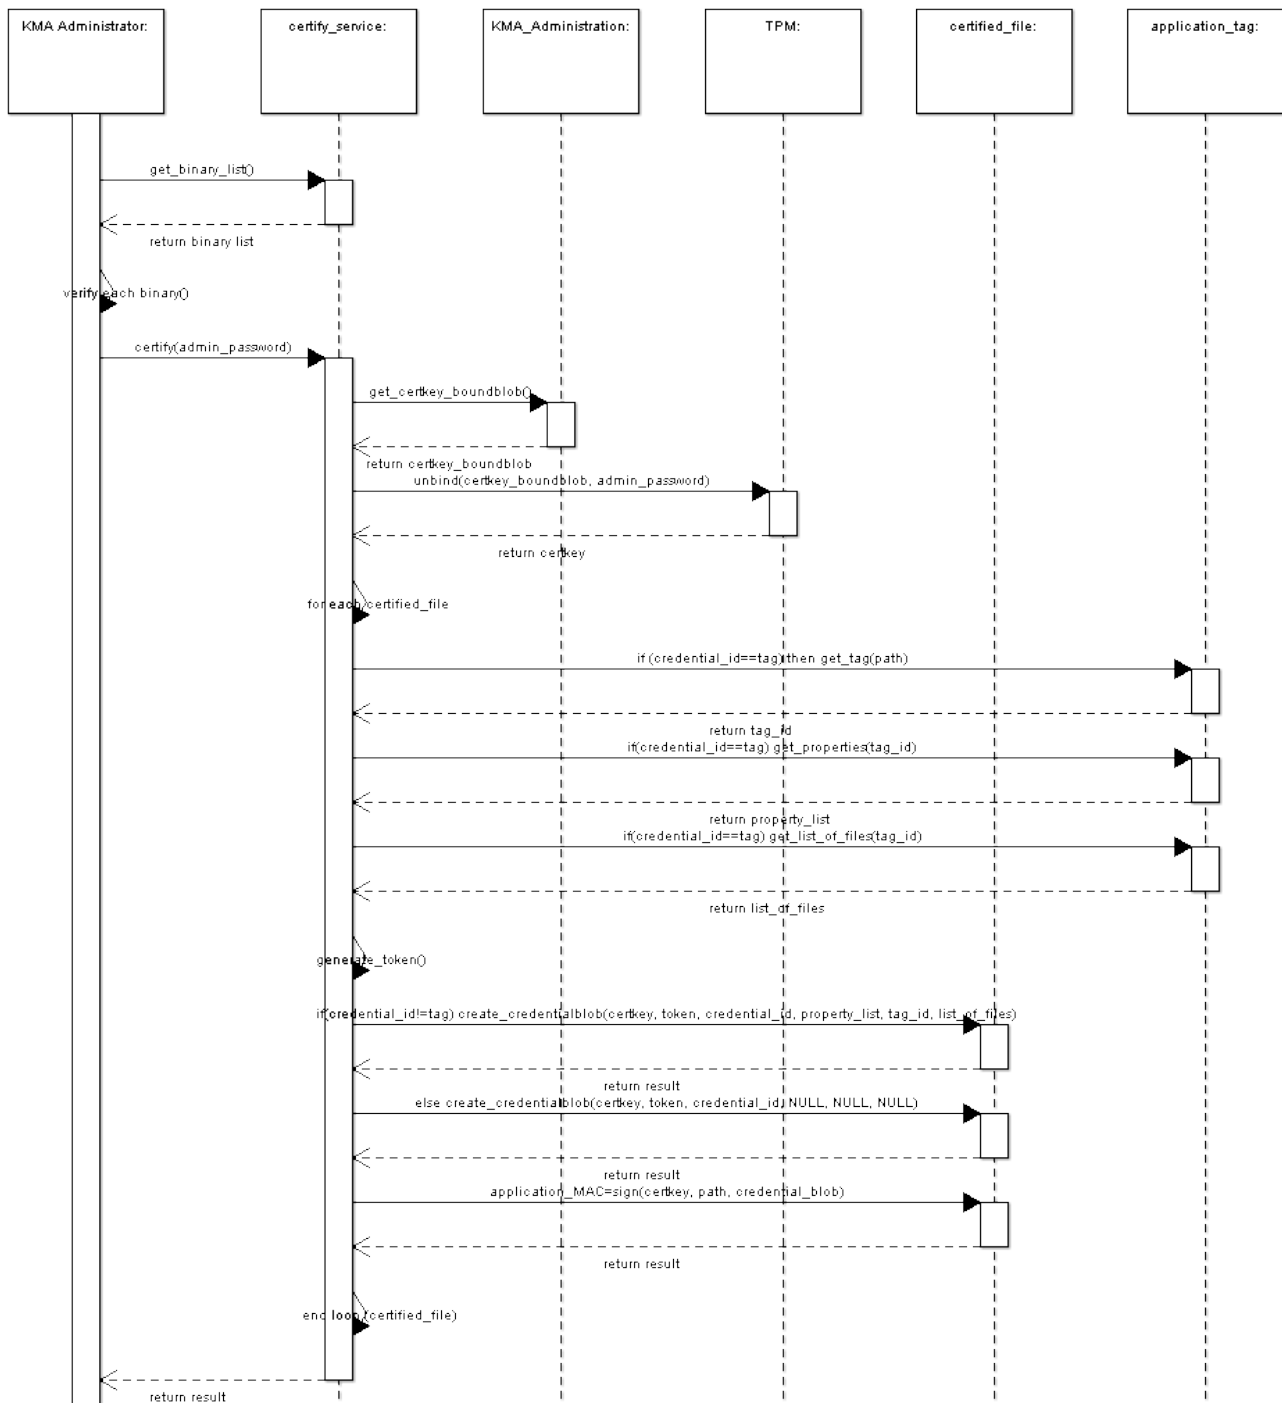 KMA Administrator:
certify_service:
KMA_Administration:
TPM:
certified_file:
application_tag:
get_binary_list()
return binary list
verify each binary()
certify(admin_password)
get_certkey_boundblob()
return certkey_boundblob
unbind(certkey_boundblob, admin_password)
return certkey
for each certified_file
if (credential_id==tag) then get_tag(path)
return tag_id
if(credential_id==tag) get_properties(tag_id)
return property_list
if(credential_id==tag) get_list_of_files(tag_id)
return list_of_files
generate_token()
if(credential_id!=tag) create_credentialblob(certkey, token, credential_id, property_list, tag_id, list_of_files)
return result
else create_credentialblob(certkey, token, credential_id, NULL, NULL, NULL)
return result
application_MAC=sign(certkey, path, credential_blob)
return result
end loop (certified_file)
return result